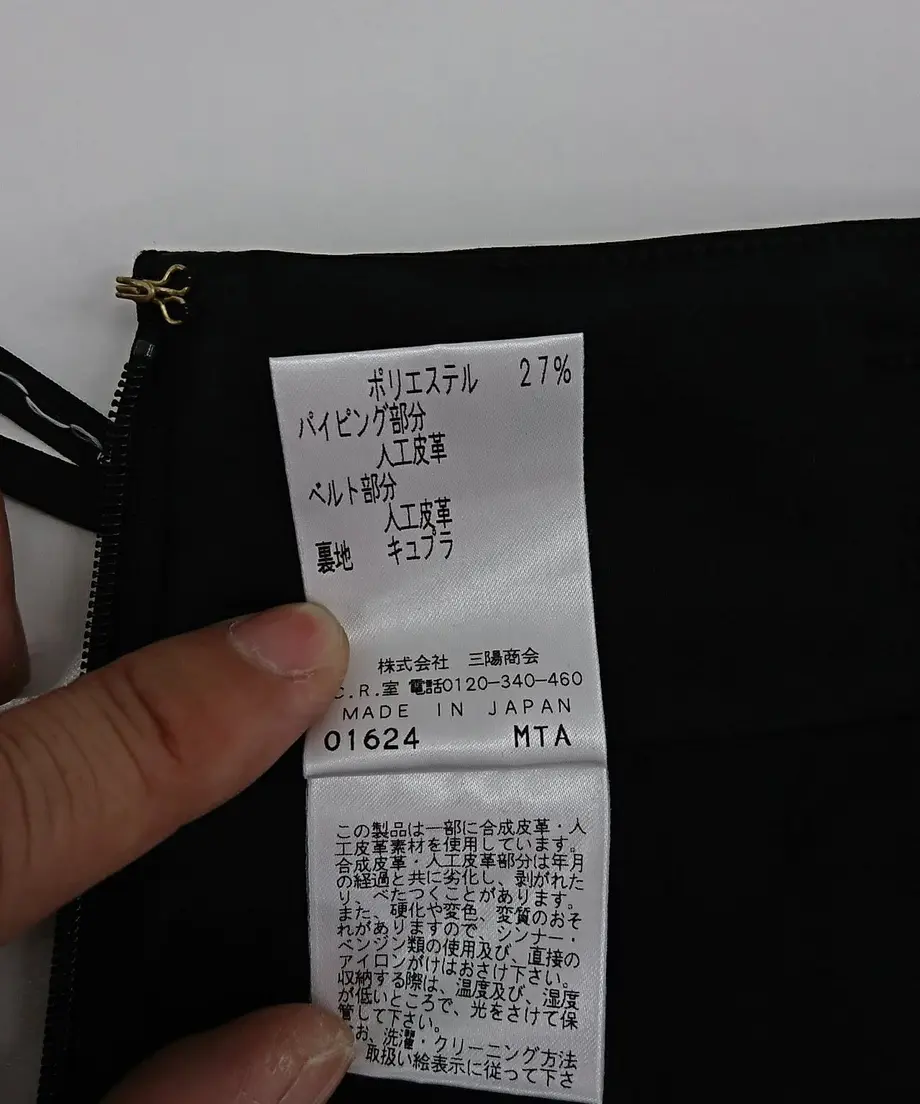 ポリエステル 27%
パイピング部分
人工皮革
ベルト部分
人工皮革
裏地 キュプラ
株式会社 三陽商会
C.R.室 電話0120-340-460
MADE IN JAPAN
01624 MTA
この製品は一部に合成皮革・人
工皮革素材を使用しています。
合成皮革・人工皮革部分は年月
の経過と共に劣化し、剥がれた
り、べたつくことがあります。
また、硬化や変色、変質のおそ
れがありますので、シンナー・
ベンジン類の使用及び、直接の
アイロンがけはおさけ下さい。
収納する際は、温度及び、湿度
が低いところで、光をさけて保
管して下さい。
なお、洗濯・クリーニング方法
取扱い絵表示に従って下さ